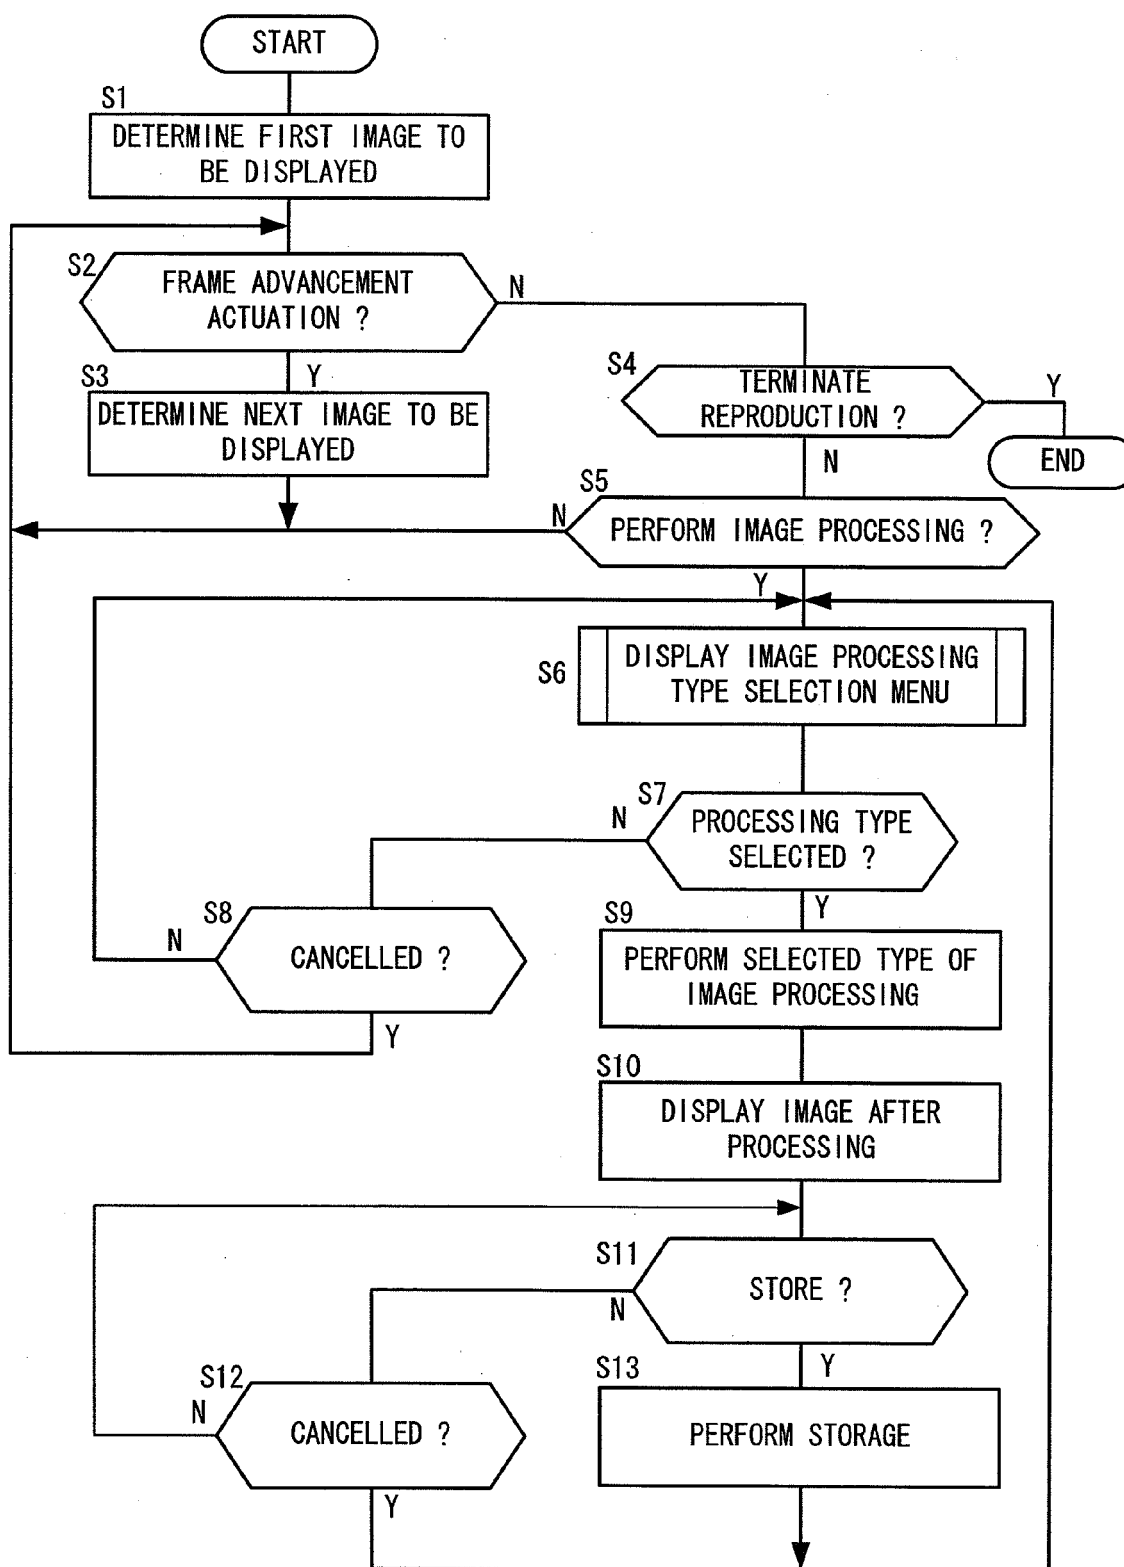 START
S1
DETERMINE FIRST IMAGE TO
BE DISPLAYED
S2
FRAME ADVANCEMENT
ACTUATION ?
N
Y
S3
DETERMINE NEXT IMAGE TO BE
DISPLAYED
S4
TERMINATE
REPRODUCTION ?
Y
END
N
S5
N
PERFORM IMAGE PROCESSING ?
Y
S6
DISPLAY IMAGE PROCESSING
TYPE SELECTION MENU
S7
N
PROCESSING TYPE
SELECTED ?
Y
S8
N
CANCELLED ?
Y
S9
PERFORM SELECTED TYPE OF
IMAGE PROCESSING
S10
DISPLAY IMAGE AFTER
PROCESSING
S11
STORE ?
N
Y
S12
N
CANCELLED ?
Y
S13
PERFORM STORAGE